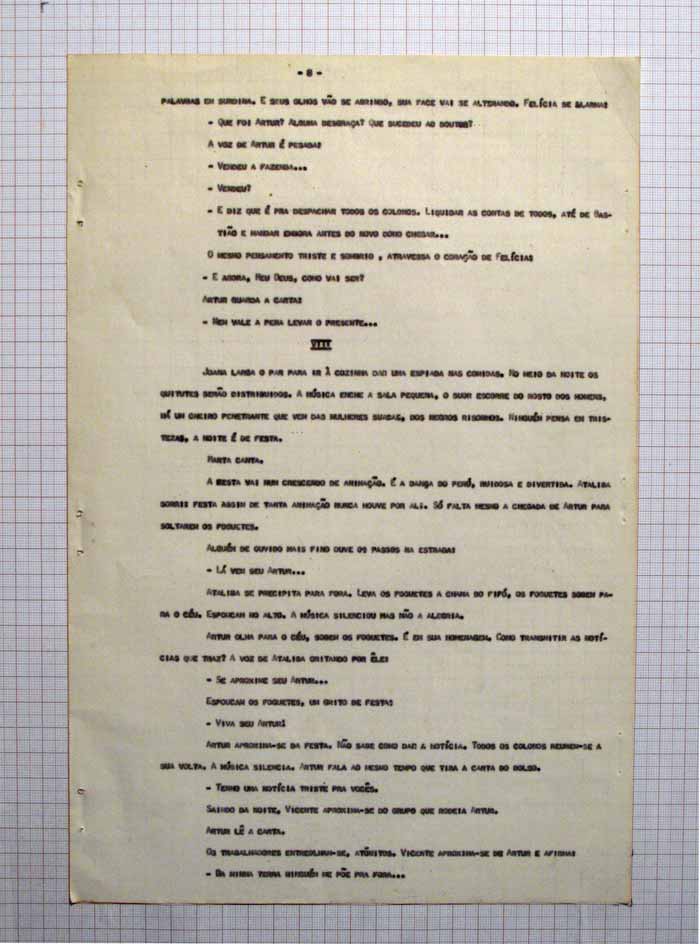 - 8 -
PALAVRAS EM SURDINA. E SEUS OLHOS VÃO SE ABRINDO, SUA FACE VAI SE ALTERANDO. FELÍCIA SE ALARMA:
- QUE FOI ARTUR? ALGUMA DESGRAÇA? QUE SUCEDEU AO DOUTOR?
A VOZ DE ARTUR É PESADA:
- VENDEU A FAZENDA...
- VENDEU?
- E DIZ QUE É PRA DESPACHAR TODOS OS COLONOS. LIQUIDAR AS CONTAS DE TODOS, ATÉ DE BAS-
TIÃO E MANDAR EMBORA ANTES DO NOVO DONO CHEGAR...
O MESMO PENSAMENTO TRISTE E SOMBRIO , ATRAVESSA O CORAÇÃO DE FELÍCIA:
- E AGORA, MEU DEUS, COMO VAI SER?
ARTUR GUARDA A CARTA:
- NEM VALE A PENA LEVAR O PRESENTE...
VIII
JOANA LARGA O PAR PARA IR À COZINHA DAR UMA ESPIADA NAS COMIDAS. NO MEIO DA NOITE OS
QUITUTES SERÃO DISTRIBUIDOS. A MÚSICA ENCHE A SALA PEQUENA, O SUOR ESCORRE DO ROSTO DOS HOMENS,
HÁ UM CHEIRO PENETRANTE QUE VEM DAS MULHERES SUADAS, DOS NEGROS RISONHOS. NINGUÉM PENSA EM TRIS-
TEZAS, A NOITE É DE FESTA.
MARTA CANTA.
A FESTA VAI NUM CRESCENDO DE ANIMAÇÃO. É A DANÇA DO PERÚ, RUIDOSA E DIVERTIDA. ATALIBA
SORRI: FESTA ASSIM DE TANTA ANIMAÇÃO NUNCA HOUVE POR ALI. SÓ FALTA MESMO A CHEGADA DE ARTUR PARA
SOLTAREM OS FOGUETES.
ALGUÉM DE OUVIDO MAIS FINO OUVE OS PASSOS NA ESTRADA:
- LÁ VEM SEU ARTUR...
ATALIBA SE PRECIPITA PARA FORA. LEVA OS FOGUETES A CHAMA DO FIFÓ, OS FOGUETES SOBEM PA-
RA O CÉU. ESPOUCAM NO ALTO. A MÚSICA SILENCIOU MAS NÃO A ALEGRIA.
ARTUR OLHA PARA O CÉU, SOBEM OS FOGUETES. É EM SUA HOMENAGEM. COMO TRANSMITIR AS NOTÍ-
CIAS QUE TRAZ? A VOZ DE ATALIBA GRITANDO POR ÊLE:
- SE APROXIME SEU ARTUR...
ESPOUCAM OS FOGUETES, UM GRITO DE FESTA:
- VIVA SEU ARTUR!
ARTUR APROXIMA-SE DA FESTA. NÃO SABE COMO DAR A NOTÍCIA. TODOS OS COLONOS REUNEM-SE A
SUA VOLTA. A MÚSICA SILENCIA. ARTUR FALA AO MESMO TEMPO QUE TIRA A CARTA DO BOLSO.
- TENHO UMA NOTÍCIA TRISTE PRA VOCÊS.
SAINDO DA NOITE, VICENTE APROXIMA-SE DO GRUPO QUE RODEIA ARTUR.
ARTUR LÊ A CARTA.
OS TRABALHADORES ENTREOLHAM-SE, ATÔNITOS. VICENTE APROXIMA-SE DE ARTUR E AFIRMA:
- DA MINHA TERRA NINGUÉM ME PÕE PRA FORA...